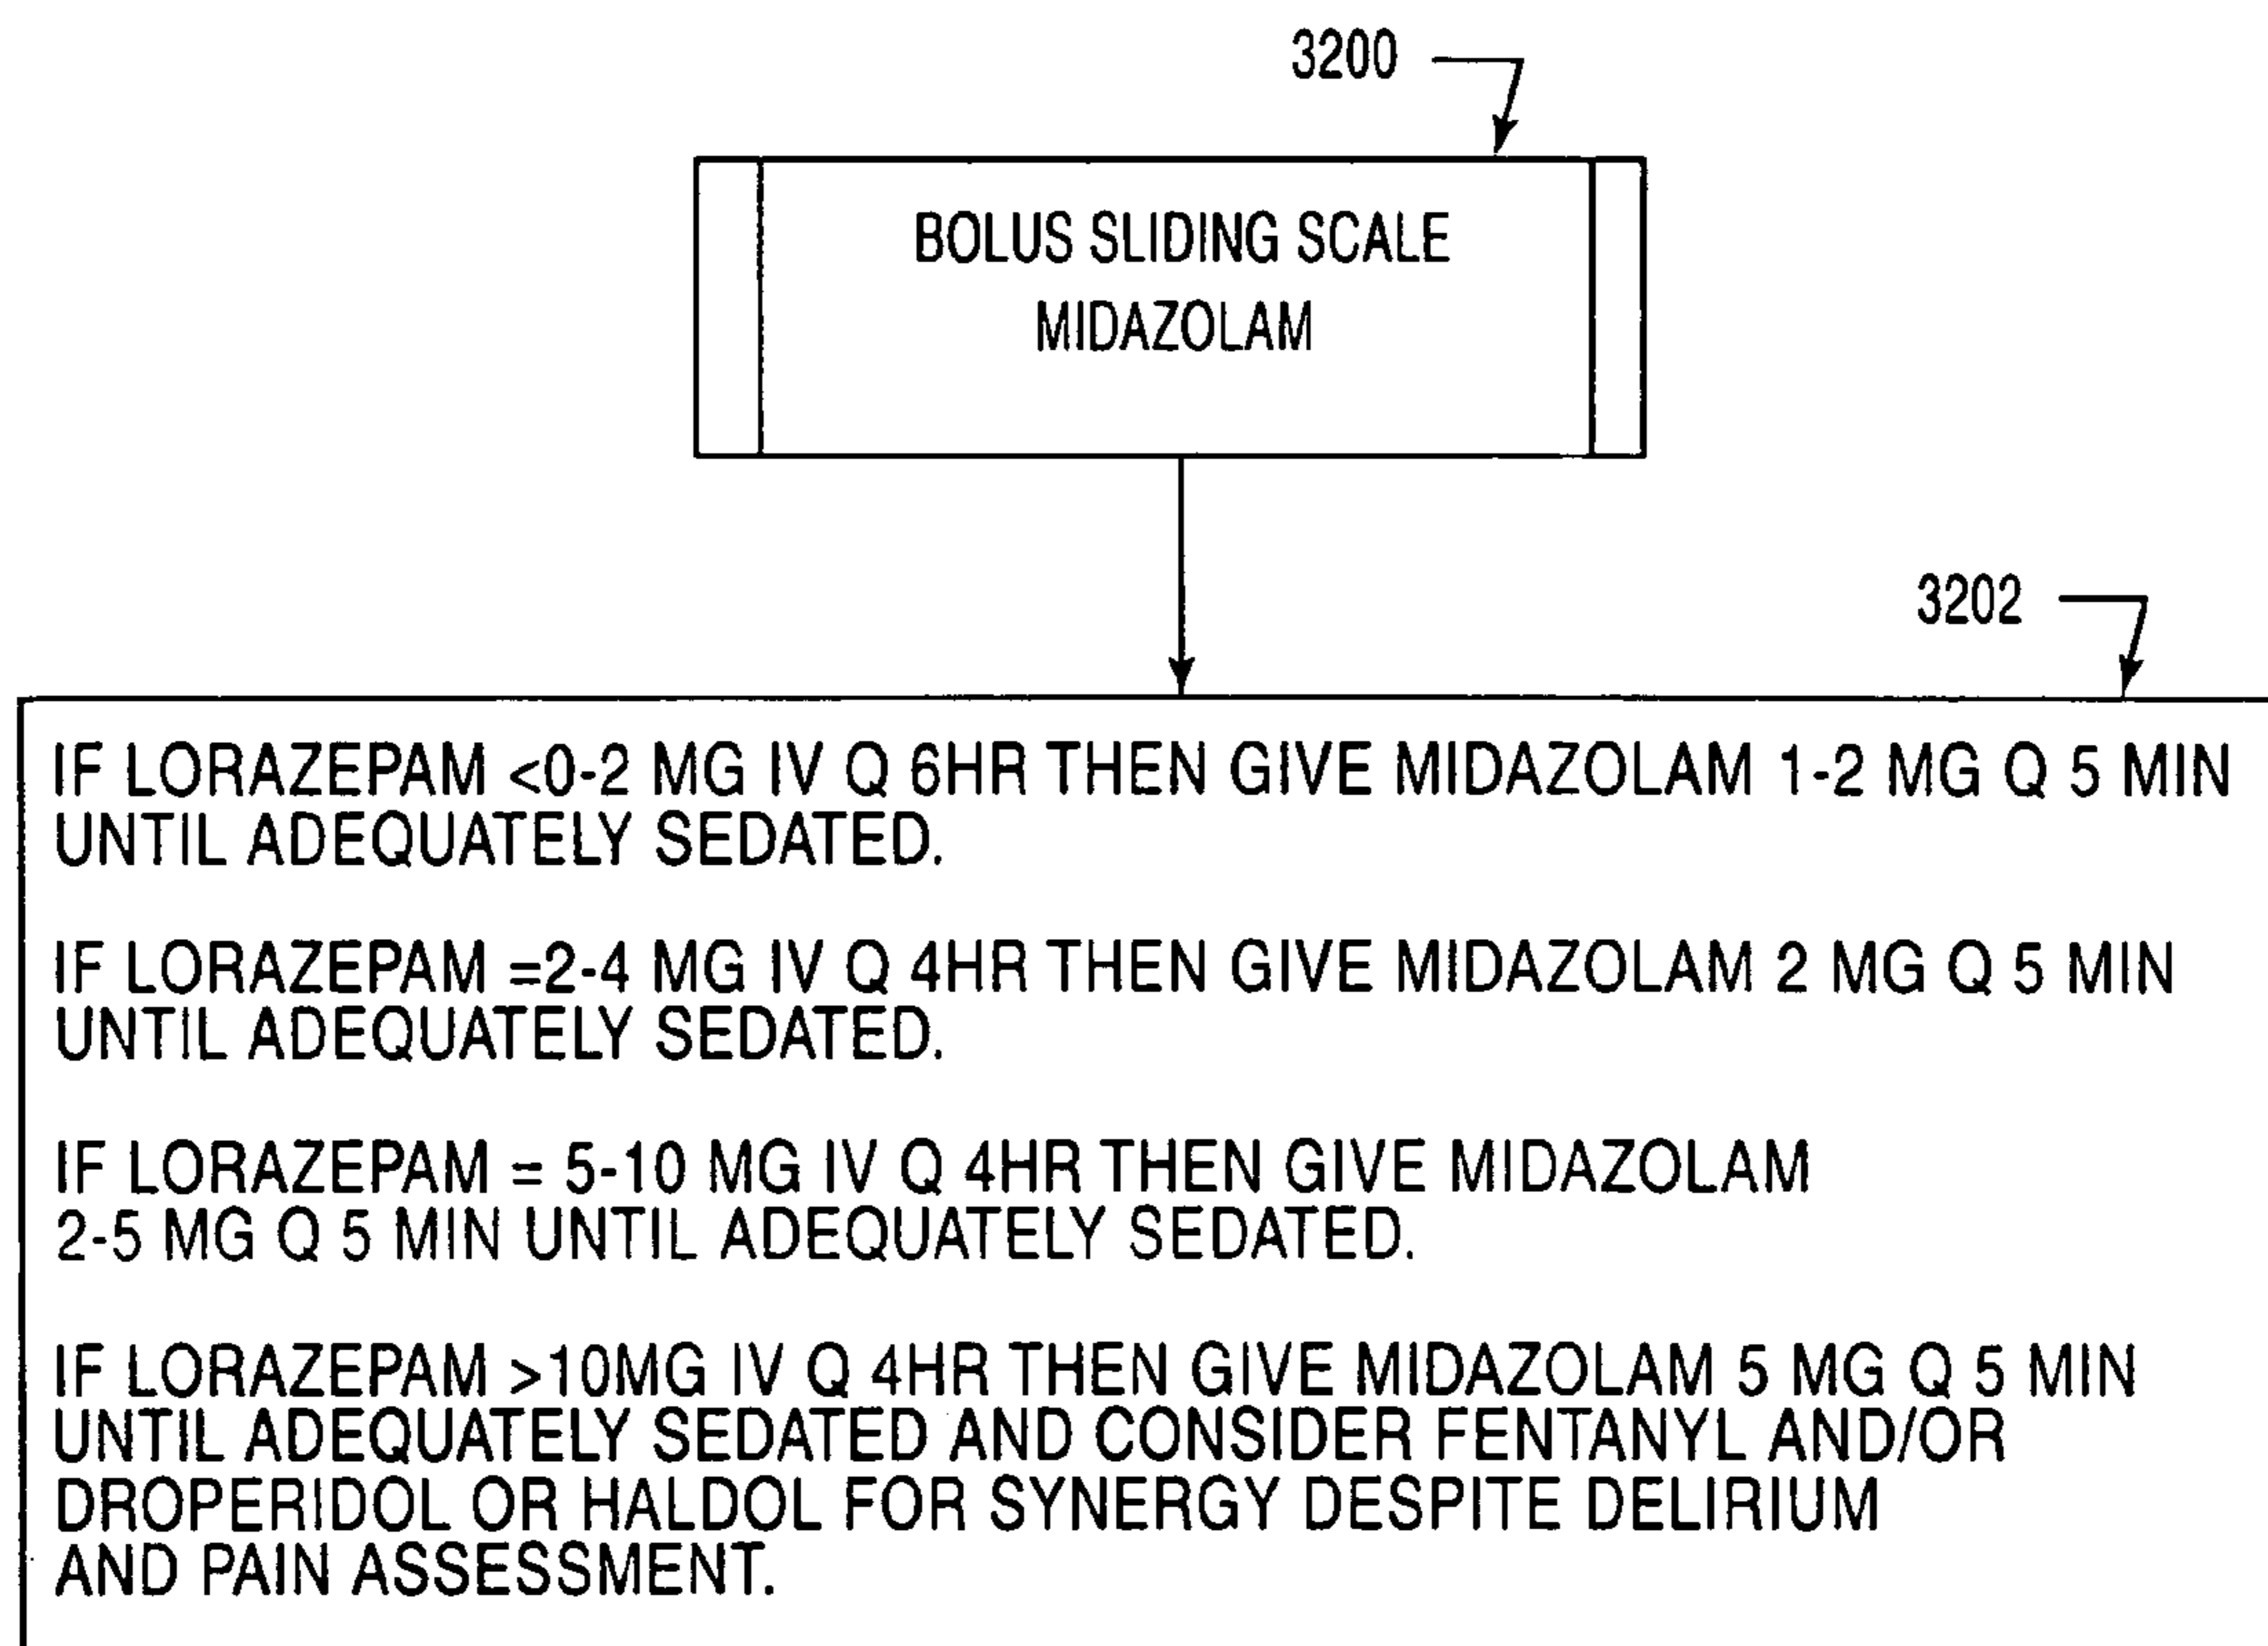 3200
BOLUS SLIDING SCALE
MIDAZOLAM
3202
IF LORAZEPAM <0-2 MG IV Q 6HR THEN GIVE MIDAZOLAM 1-2 MG Q 5 MIN
UNTIL ADEQUATELY SEDATED.
IF LORAZEPAM =2-4 MG IV Q 4HR THEN GIVE MIDAZOLAM 2 MG Q 5 MIN
UNTIL ADEQUATELY SEDATED.
IF LORAZEPAM = 5-10 MG IV Q 4HR THEN GIVE MIDAZOLAM
2-5 MG Q 5 MIN UNTIL ADEQUATELY SEDATED.
IF LORAZEPAM >10MG IV Q 4HR THEN GIVE MIDAZOLAM 5 MG Q 5 MIN
UNTIL ADEQUATELY SEDATED AND CONSIDER FENTANYL AND/OR
DROPERIDOL OR HALDOL FOR SYNERGY DESPITE DELIRIUM
AND PAIN ASSESSMENT.